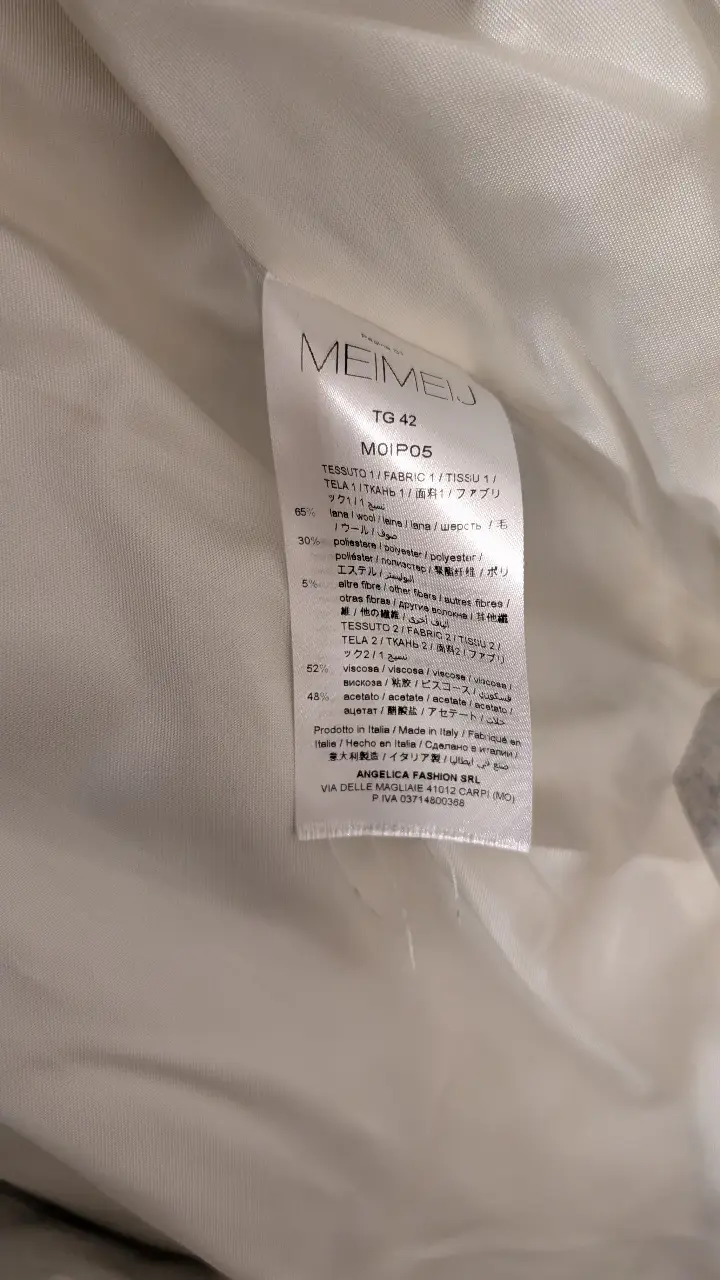 Pagina 01
MEIMEIJ
TG 42
M0IP05
TESSUTO 1 / FABRIC 1 / TISSU 1 /
TELA 1 / ТКАНЬ 1 / 面料1 / ファブリ
ック1 / نسيج 1
65% lana / wool / laine / lana / шерсть / 毛
/ ウール / صوف
30% poliestere / polyester / polyester /
poliéster / полиэстер / 聚酯纤维 / ポリ
エステル / البوليستر
5% altre fibre / other fibers / autres fibres /
otras fibras / другие волокна / 其他纖
維 / 他の繊維 / ألياف أخرى
TESSUTO 2 / FABRIC 2 / TISSU 2 /
TELA 2 / ТКАНЬ 2 / 面料2 / ファブリ
ック2 / نسيج 1
52% viscosa / viscosa / viscose / viscosa /
вискоза / 粘胶 / ビスコース / فسكوزي
48% acetato / acetate / acetate / acetato /
ацетат / 醋酸盐 / アセテート / خلات
Prodotto in Italia / Made in Italy / Fabriqué en
Italie / Hecho en Italia / Сделано в италии /
意大利製造 / イタリア製 / صنع في ايطاليا
ANGELICA FASHION SRL
VIA DELLE MAGLIAIE 41012 CARPI (MO)
P.IVA 03714800368